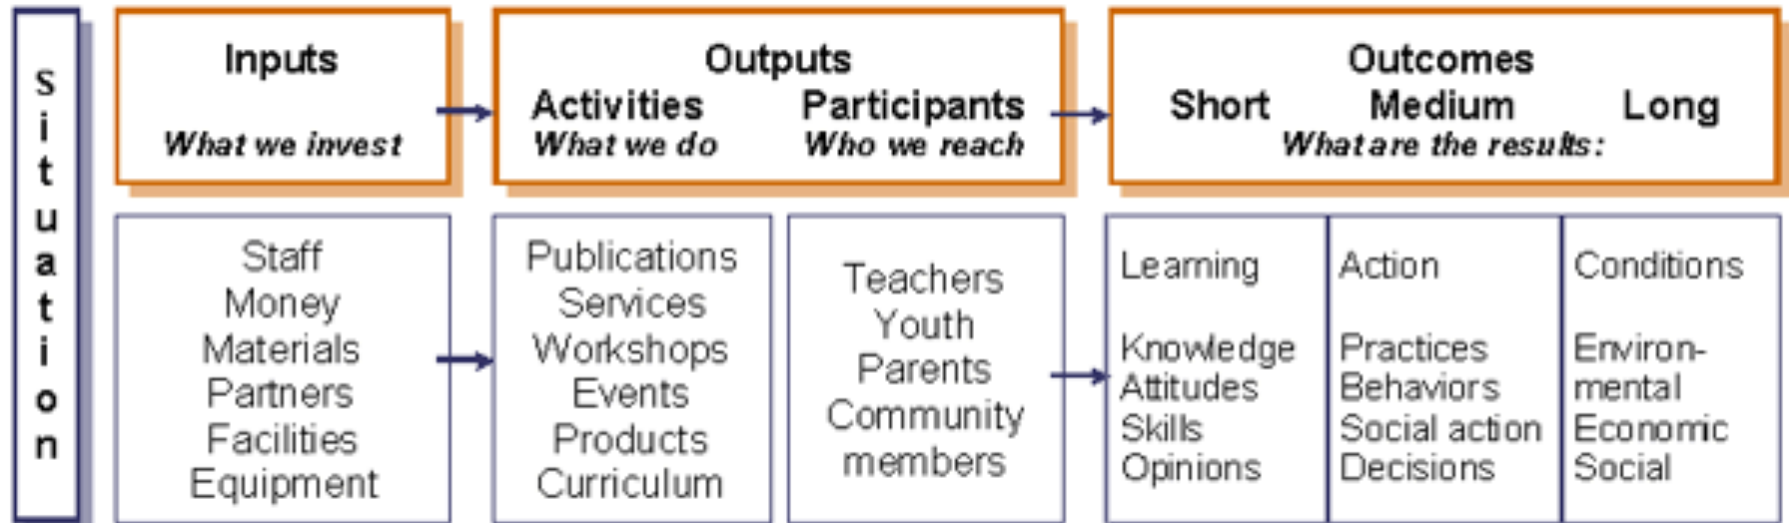 Situation
Inputs
What we invest
Outputs
Activities Participants
What we do Who we reach
Outcomes
Short Medium Long
What are the results:
Staff
Money
Materials
Partners
Facilities
Equipment
Publications
Services
Workshops
Events
Products
Curriculum
Teachers
Youth
Parents
Community
members
Learning
Knowledge
Attitudes
Skills
Opinions
Action
Practices
Behaviors
Social action
Decisions
Conditions
Environ-
mental
Economic
Social